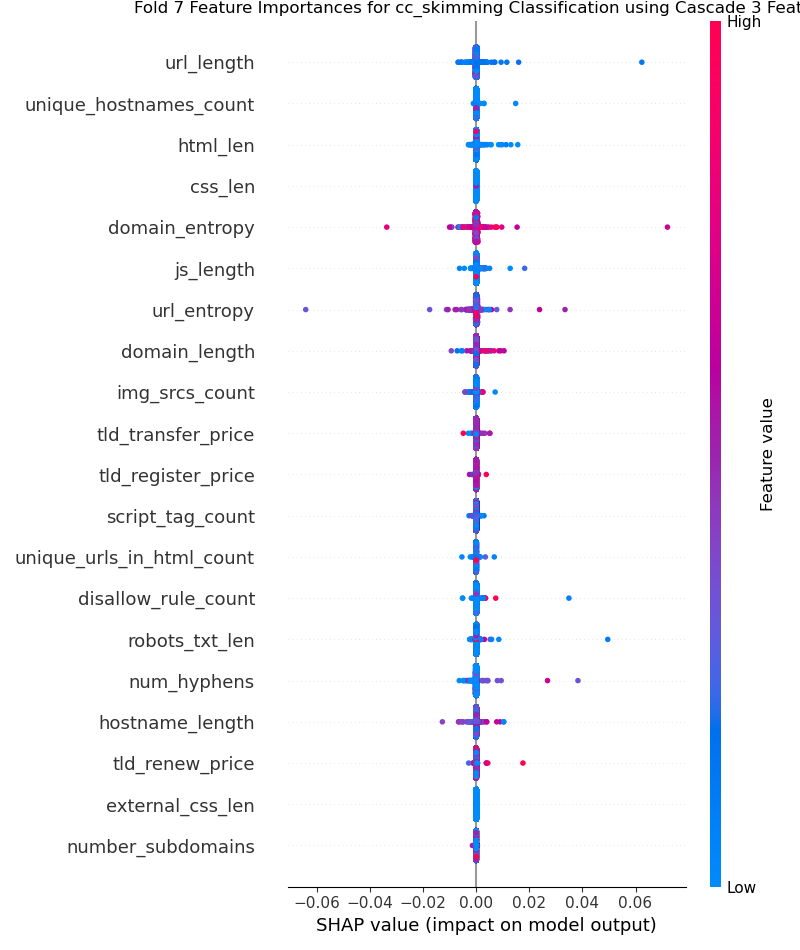 Fold 7 Feature Importances for cc_skimming Classification using Cascade 3 Feat
High
url_length
unique_hostnames_count
html_len
css_len
domain_entropy
js_length
url_entropy
domain_length
img_srcs_count
tld_transfer_price
tld_register_price
script_tag_count
unique_urls_in_html_count
disallow_rule_count
robots_txt_len
num_hyphens
hostname_length
tld_renew_price
external_css_len
number_subdomains
Feature value
Low
−0.06 −0.04 −0.02 0.00 0.02 0.04 0.06
SHAP value (impact on model output)